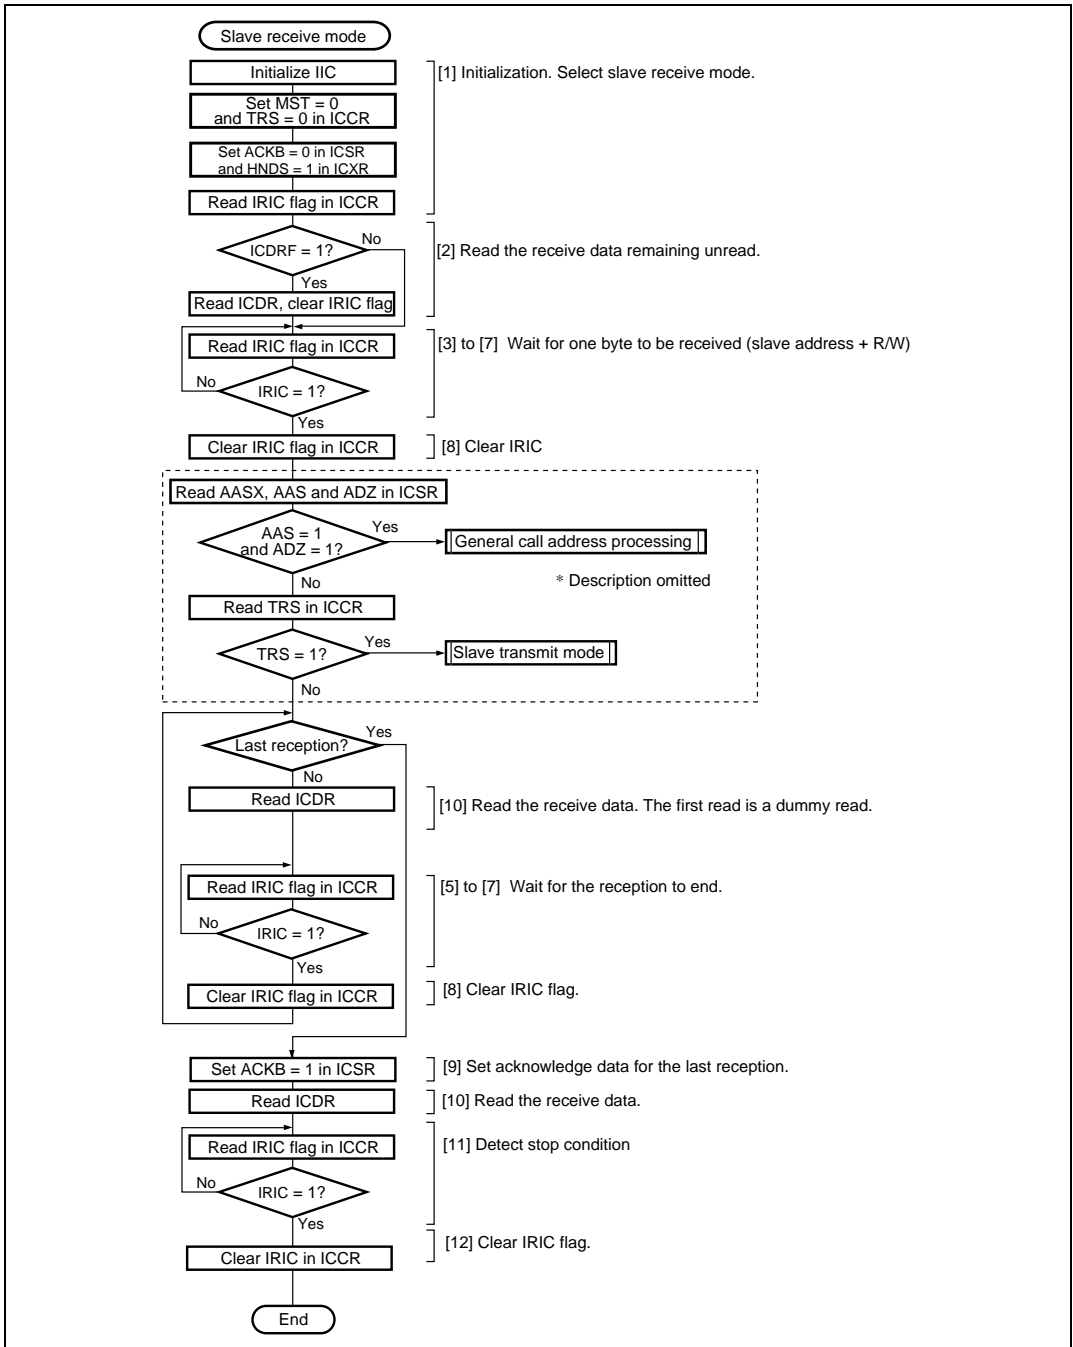 Slave receive mode
Initialize IIC
[1] Initialization. Select slave receive mode.
Set MST = 0
and TRS = 0 in ICCR
Set ACKB = 0 in ICSR
and HNDS = 1 in ICXR
Read IRIC flag in ICCR
ICDRF = 1?
No
[2] Read the receive data remaining unread.
Yes
Read ICDR, clear IRIC flag
Read IRIC flag in ICCR
[3] to [7] Wait for one byte to be received (slave address + R/W)
No
IRIC = 1?
Yes
Clear IRIC flag in ICCR
[8] Clear IRIC
Read AASX, AAS and ADZ in ICSR
AAS = 1
and ADZ = 1?
Yes
General call address processing
No
* Description omitted
Read TRS in ICCR
TRS = 1?
Yes
Slave transmit mode
No
Last reception?
Yes
No
Read ICDR
[10] Read the receive data. The first read is a dummy read.
Read IRIC flag in ICCR
[5] to [7] Wait for the reception to end.
No
IRIC = 1?
Yes
Clear IRIC flag in ICCR
[8] Clear IRIC flag.
Set ACKB = 1 in ICSR
[9] Set acknowledge data for the last reception.
Read ICDR
[10] Read the receive data.
Read IRIC flag in ICCR
[11] Detect stop condition
No
IRIC = 1?
Yes
Clear IRIC in ICCR
[12] Clear IRIC flag.
End